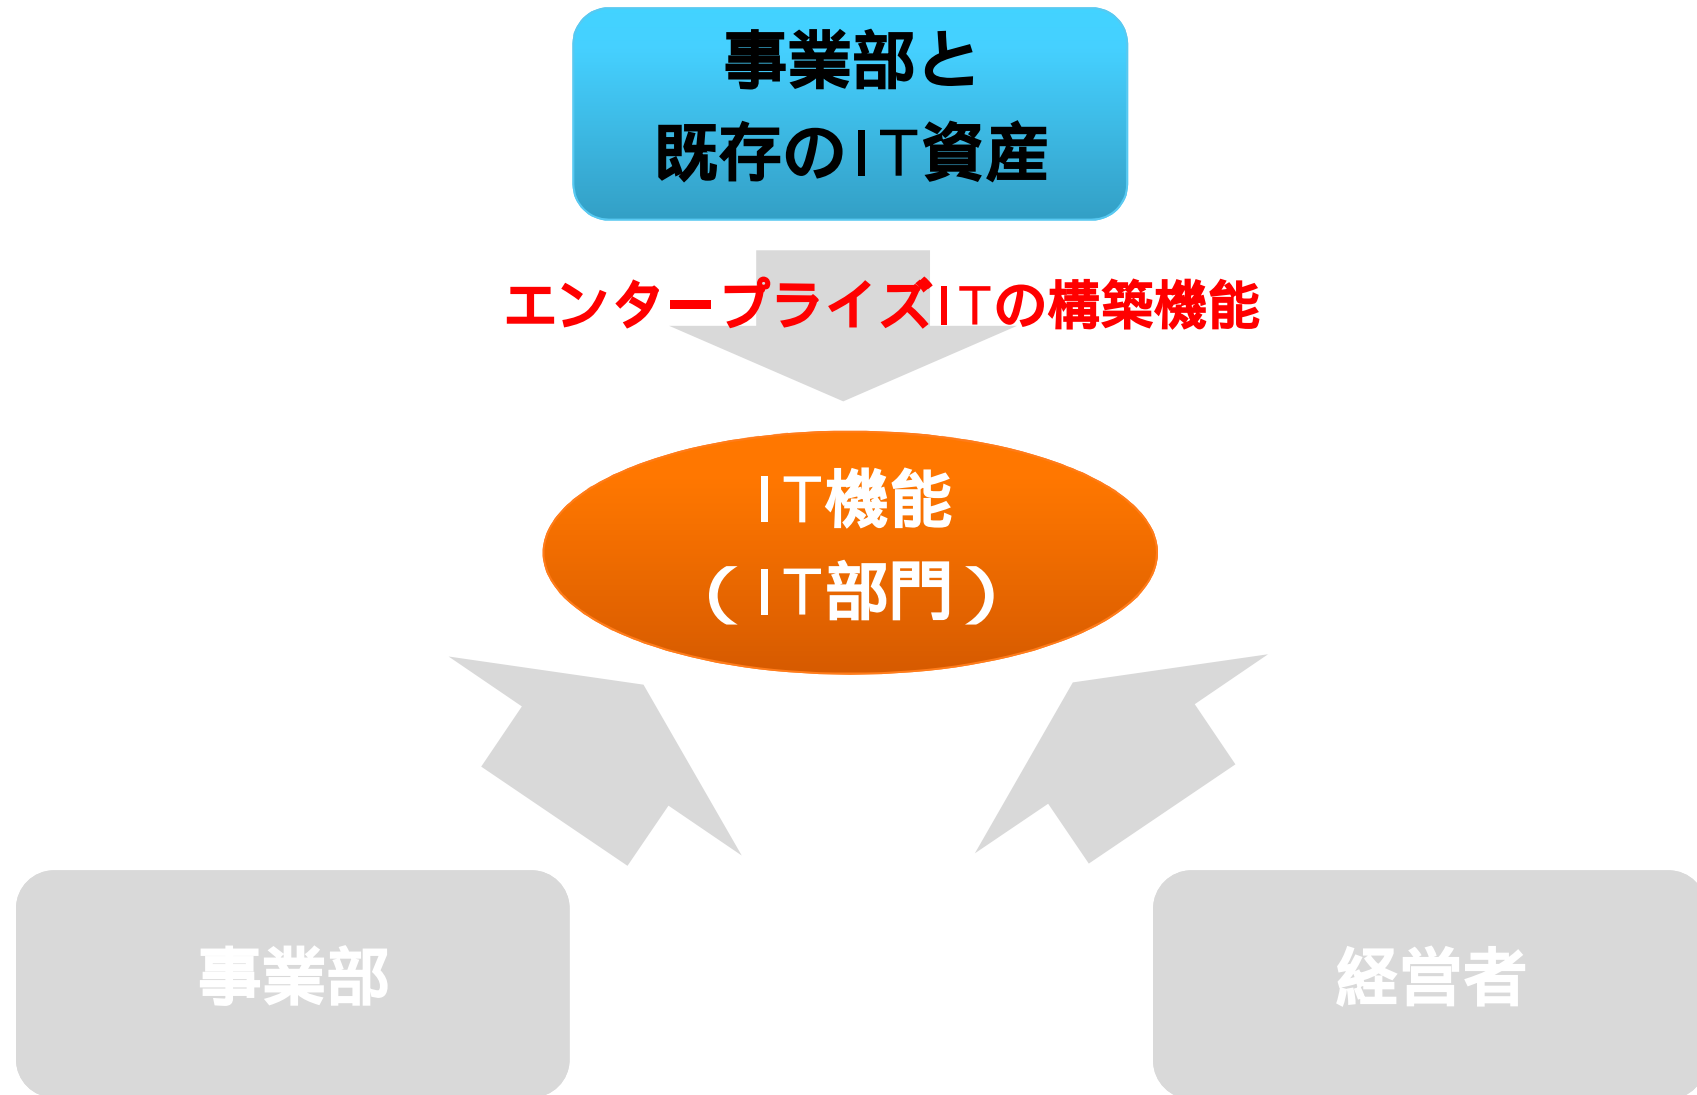 事業部と
既存のIT資産
エンタープライズITの構築機能
IT機能
（IT部門）
事業部
経営者